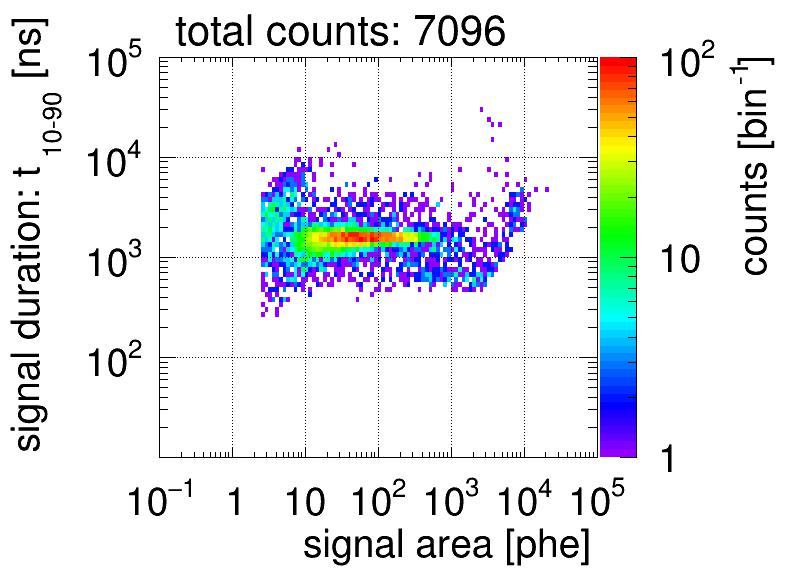 total counts: 7096
signal duration: t 10-90 [ns]
10^5
10^4
10^3
10^2
10^−1 1 10 10^2 10^3 10^4 10^5
signal area [phe]
10^2
10
1
counts [bin^-1]